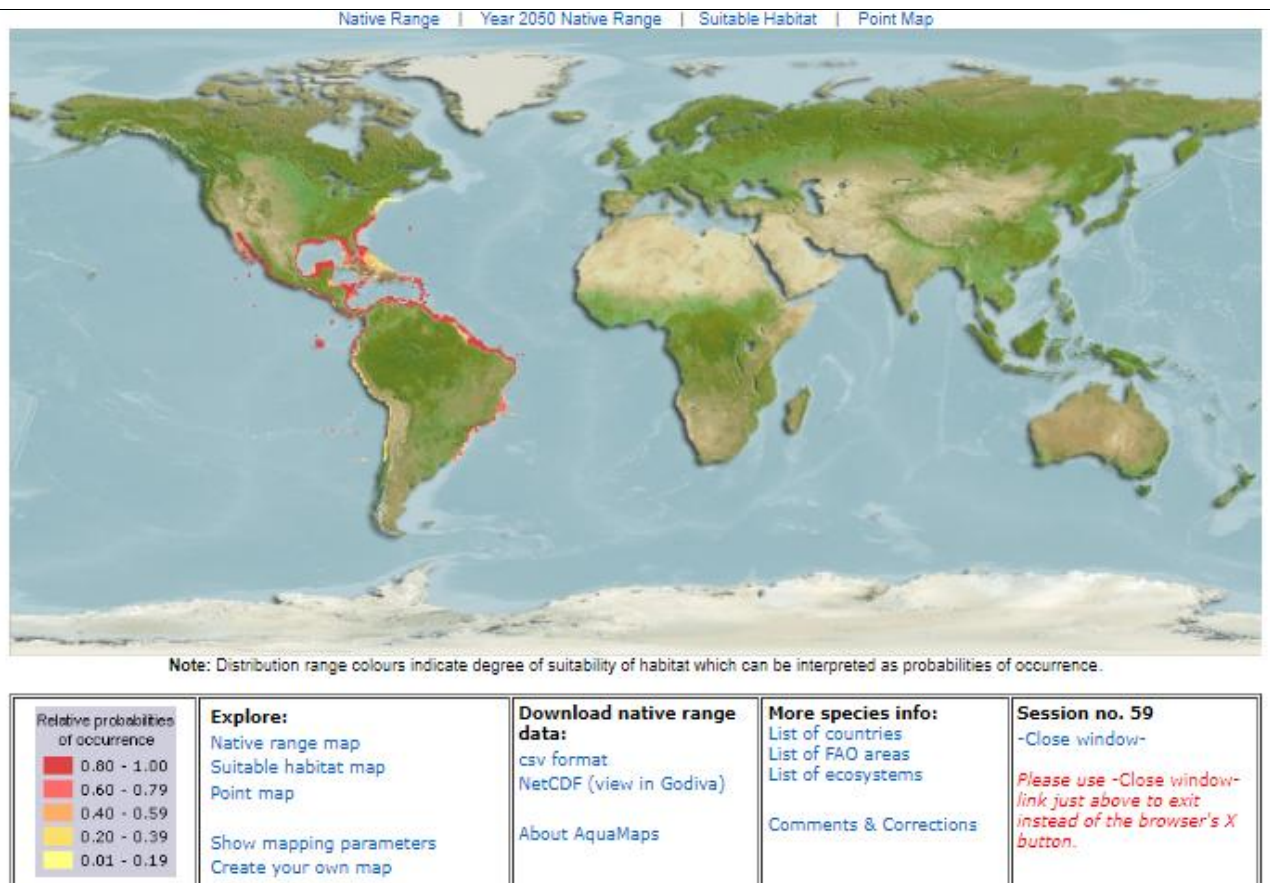 Native Range | Year 2050 Native Range | Suitable Habitat | Point Map
Note: Distribution range colours indicate degree of suitability of habitat which can be interpreted as probabilities of occurrence.
Relative probabilities
of occurrence
0.80 - 1.00
0.60 - 0.79
0.40 - 0.59
0.20 - 0.39
0.01 - 0.19
Explore:
Native range map
Suitable habitat map
Point map
Show mapping parameters
Create your own map
Download native range
data:
csv format
NetCDF (view in Godiva)
About AquaMaps
More species info:
List of countries
List of FAO areas
List of ecosystems
Comments & Corrections
Session no. 59
-Close window-
Please use -Close window-
link just above to exit
instead of the browser's X
button.